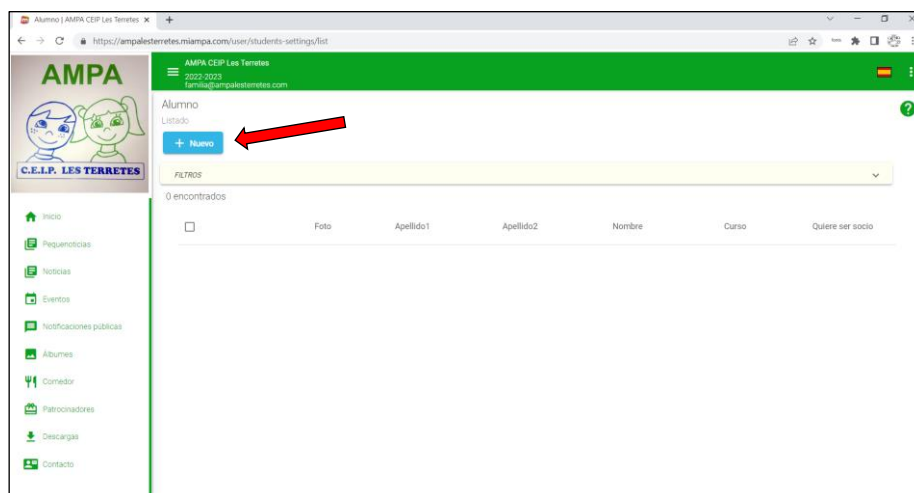 Alumno | AMPA CEIP Les Terretes
https://ampalesterretes.miampa.com/user/students-settings/list
AMPA
C.E.I.P. LES TERRETES
AMPA CEIP Les Terretes
2022-2023
familia@ampalesterretes.com
Alumno
Listado
+ Nuevo
FILTROS
0 encontrados
Foto Apellido1 Apellido2 Nombre Curso Quiere ser socio
Inicio
Pequenoticias
Noticias
Eventos
Notificaciones públicas
Álbumes
Comedor
Patrocinadores
Descargas
Contacto